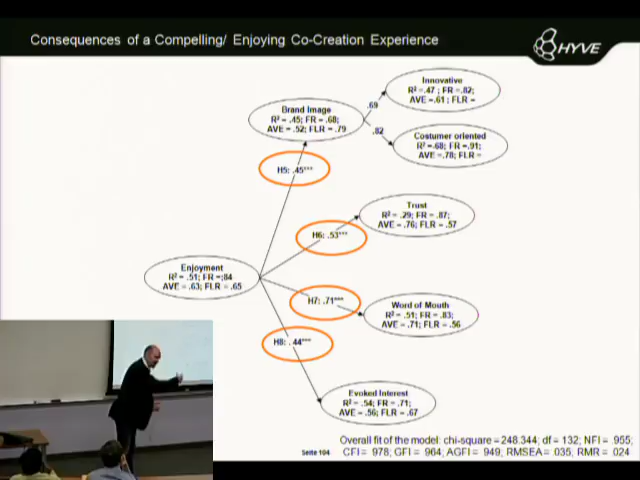 Consequences of a Compelling/ Enjoying Co-Creation Experience
HYVE
Innovative
R² = .47 ; FR = .82;
AVE = .61 ; FLR =
.69
Brand Image
R² = .45; FR = .68;
AVE = .52; FLR = .79
.82
Costumer oriented
R² = .68; FR = .91;
AVE = .78; FLR =
H5: .45***
Trust
R² = .29; FR = .87;
AVE = .76; FLR = .57
H6: .53***
Enjoyment
R² = .51; FR =.84
AVE = .63; FLR = .65
H7: .71***
Word of Mouth
R² = .51; FR = .83;
AVE = .71; FLR = .56
H8: .44***
Evoked Interest
R² = .54; FR = .71;
AVE = .56; FLR = .67
Overall fit of the model: chi-square = 248.344; df = 132; NFI = .955;
Seite 104 CFI = .978; GFI = .964; AGFI = .949, RMSEA = .035, RMR = .024